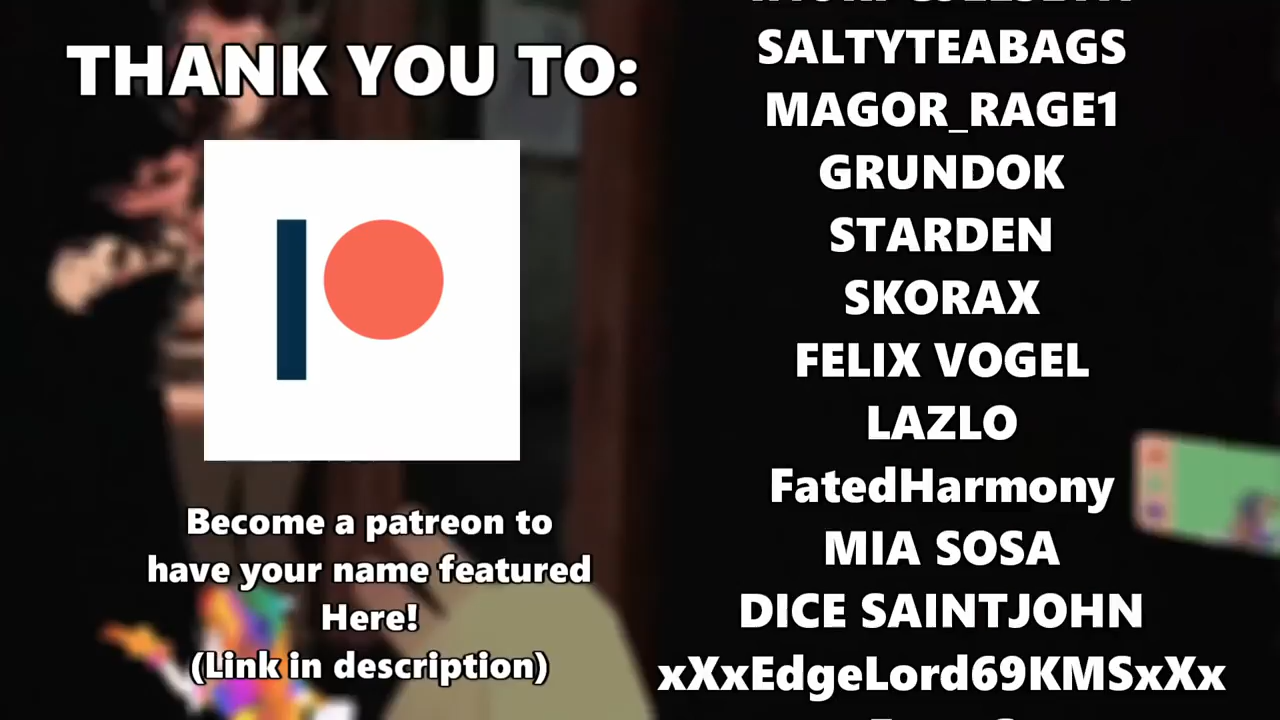 THANK YOU TO:
Become a patreon to
have your name featured
Here!
(Link in description)
SALTYTEABAGS
MAGOR_RAGE1
GRUNDOK
STARDEN
SKORAX
FELIX VOGEL
LAZLO
FatedHarmony
MIA SOSA
DICE SAINTJOHN
xXxEdgeLord69KMSxXx